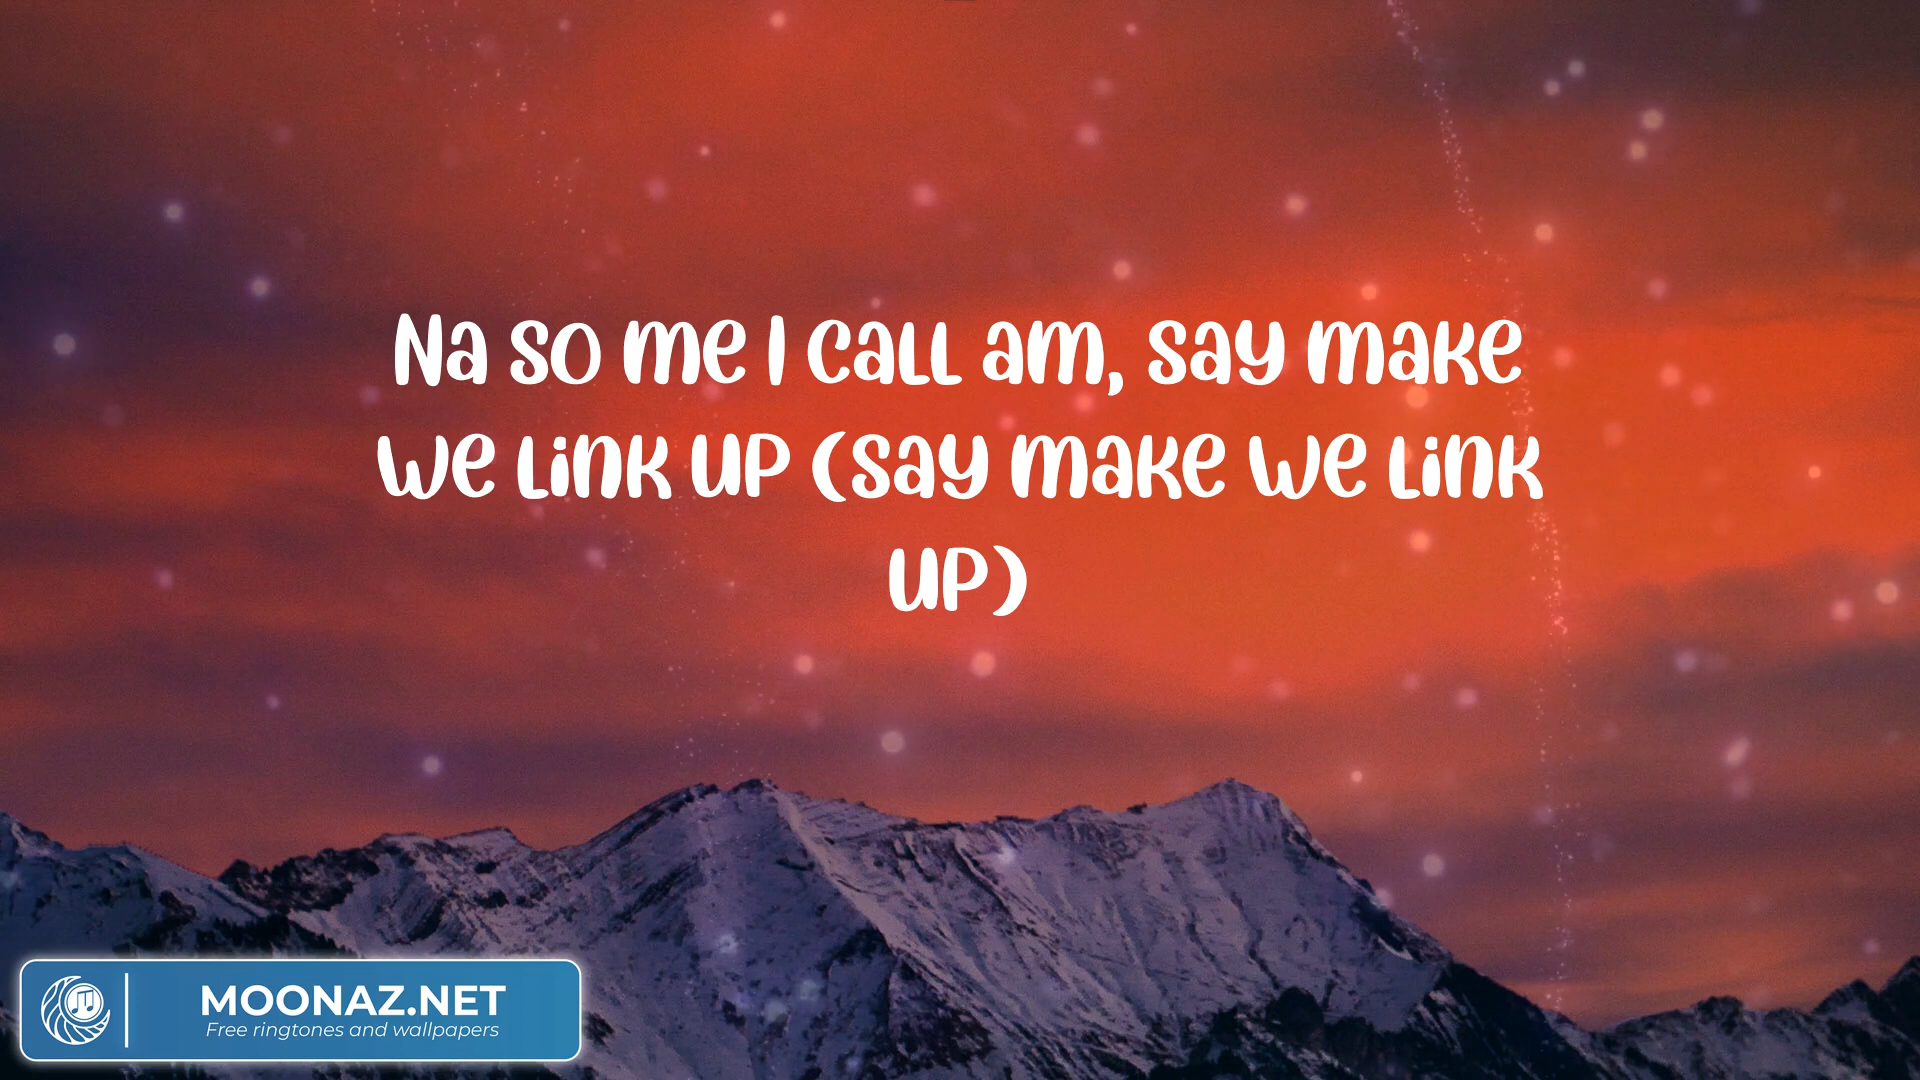 Na so me I call am, say make
we link up (say make we link
up)
MOONAZ.NET
Free ringtones and wallpapers